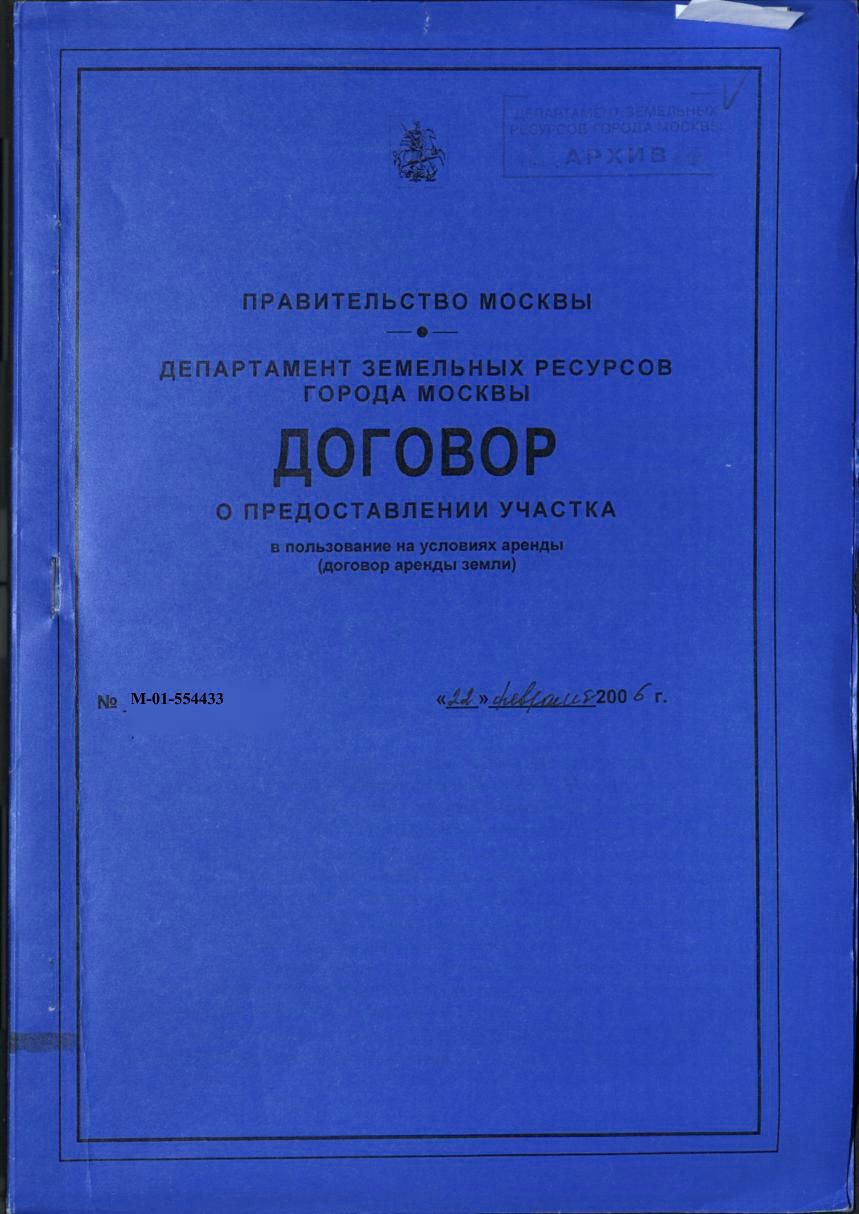 ДЕПАРТАМЕНТ ЗЕМЕЛЬНЫХ
РЕСУРСОВ ГОРОДА МОСКВЫ
АРХИВ
ПРАВИТЕЛЬСТВО МОСКВЫ
ДЕПАРТАМЕНТ ЗЕМЕЛЬНЫХ РЕСУРСОВ
ГОРОДА МОСКВЫ
ДОГОВОР
О ПРЕДОСТАВЛЕНИИ УЧАСТКА
в пользование на условиях аренды
(договор аренды земли)
№ М-01-554433 «22» февраля 2006 г.